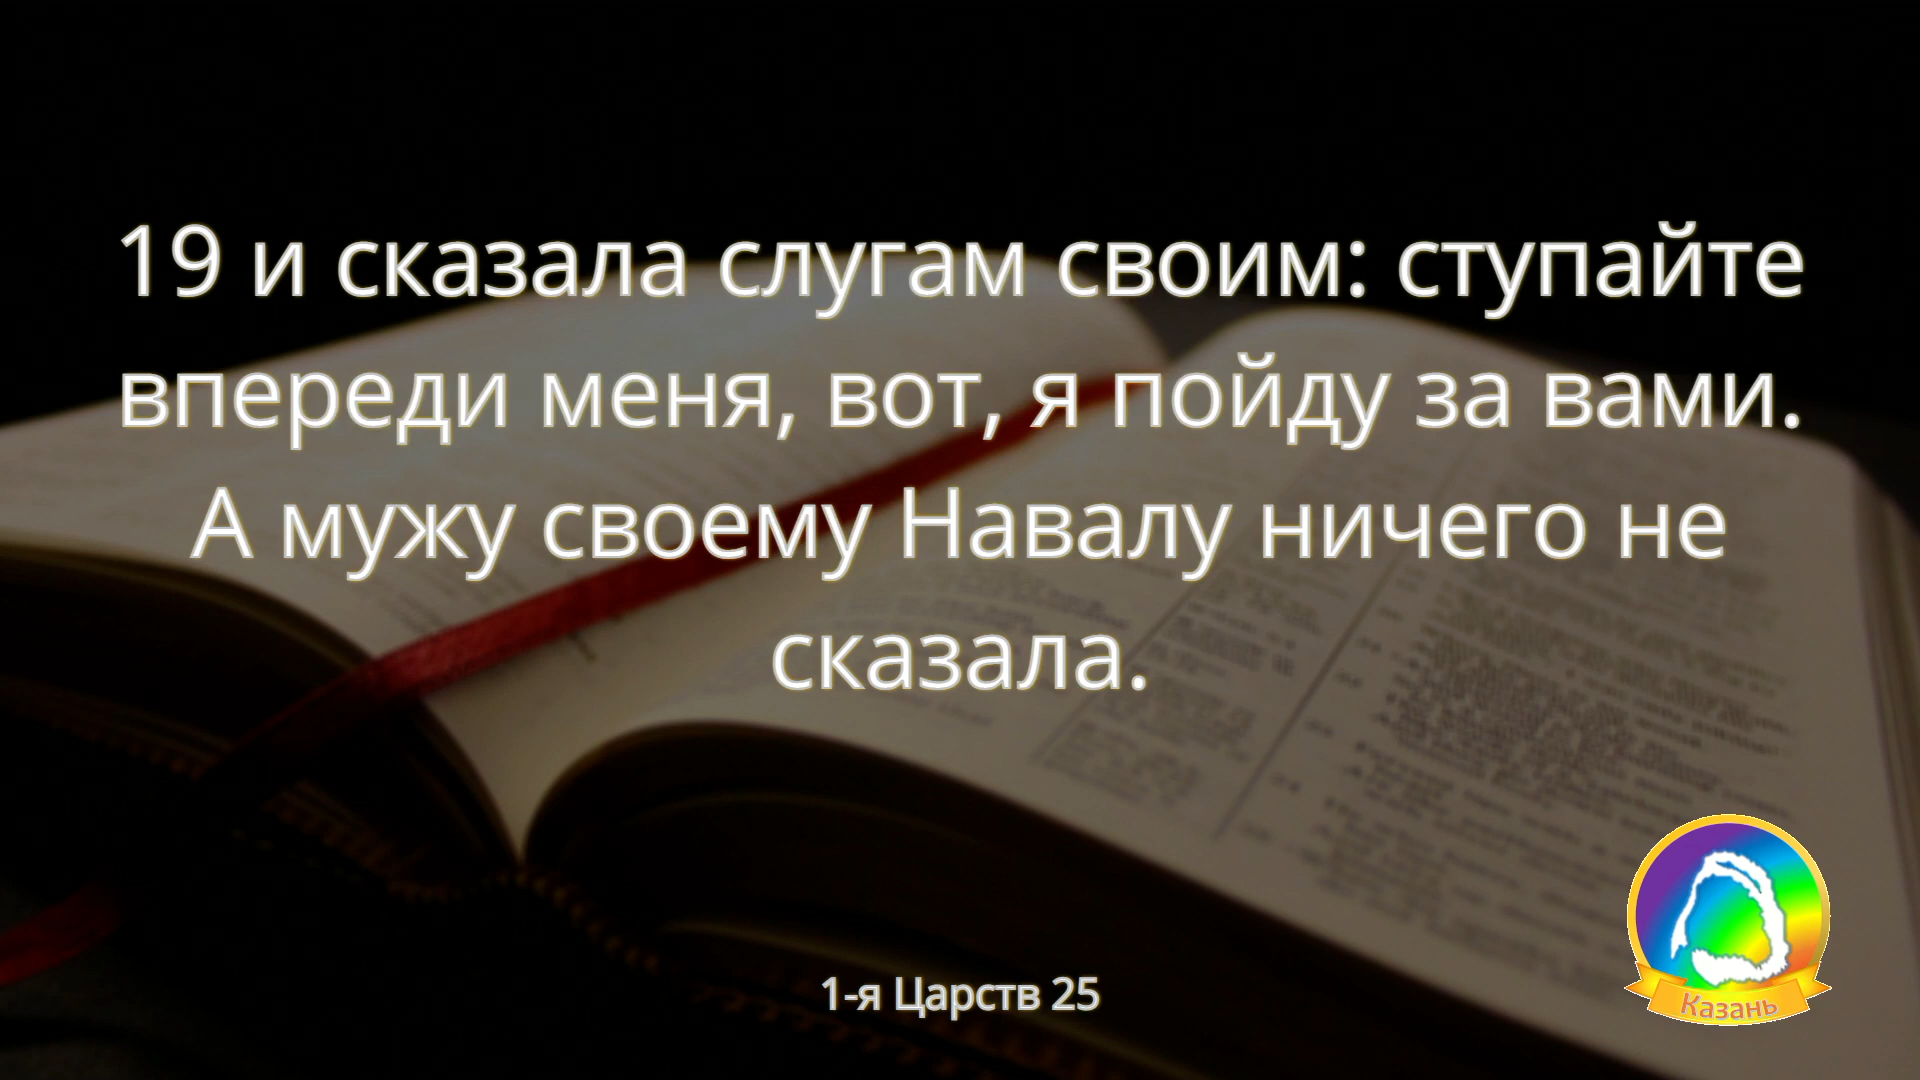 19 и сказала слугам своим: ступайте
впереди меня, вот, я пойду за вами.
А мужу своему Навалу ничего не
сказала.
1-я Царств 25
Казань